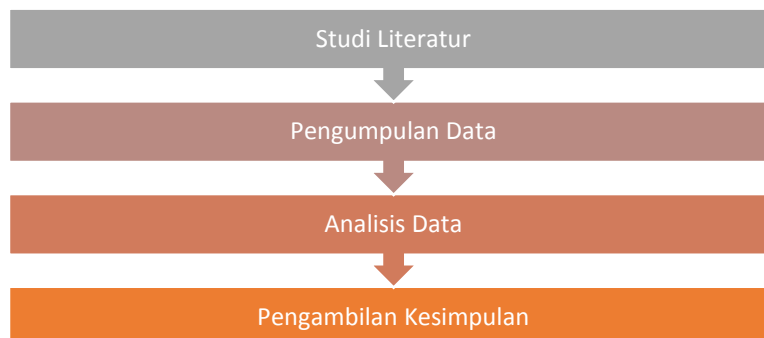 Studi Literatur
Pengumpulan Data
Analisis Data
Pengambilan Kesimpulan